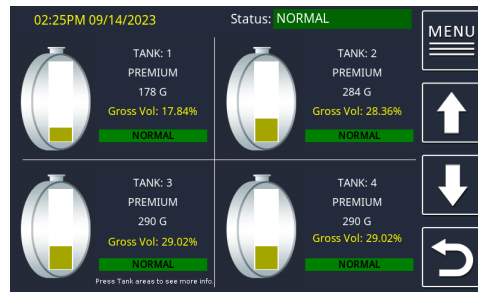 02:25PM 09/14/2023
Status: NORMAL
MENU
TANK: 1
PREMIUM
178 G
Gross Vol: 17.84%
NORMAL
TANK: 2
PREMIUM
284 G
Gross Vol: 28.36%
NORMAL
TANK: 3
PREMIUM
290 G
Gross Vol: 29.02%
NORMAL
TANK: 4
PREMIUM
290 G
Gross Vol: 29.02%
NORMAL
Press Tank areas to see more info.